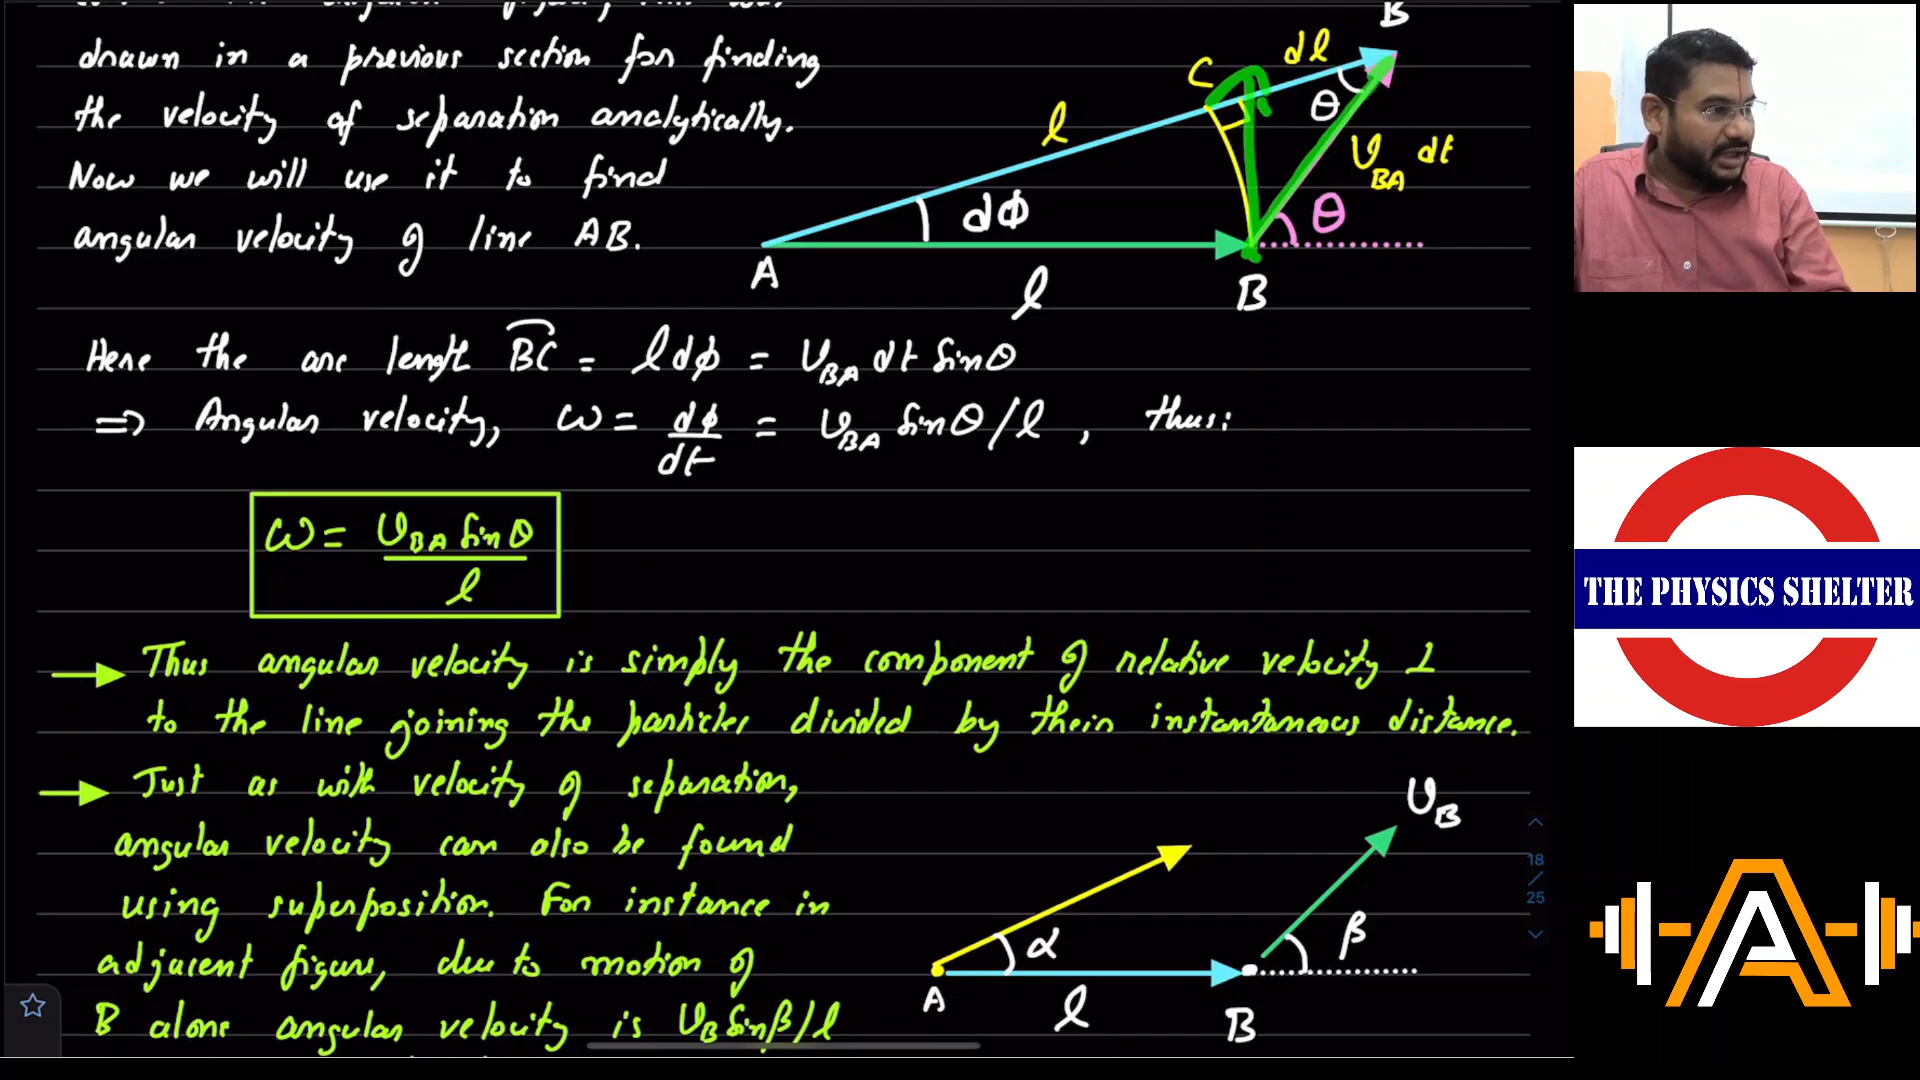 drawn in a previous section for finding
the velocity of separation analytically.
Now we will use it to find
angular velocity of line AB.
B
C
dl
l
θ
V_BA dt
dϕ
θ
A
l
B
Here the arc length BC = l dϕ = V_BA dt Sinθ
⇒ Angular velocity, ω = dϕ/dt = V_BA Sinθ/l , thus:
ω = V_BA Sinθ
l
→ Thus angular velocity is simply the component of relative velocity ⊥
to the line joining the particles divided by their instantaneous distance.
→ Just as with velocity of separation,
angular velocity can also be found
using superposition. For instance in
adjacent figure, due to motion of
B alone angular velocity is V_B Sinβ/l
V_B
α
β
A
l
B
18
/
25
THE PHYSICS SHELTER
A